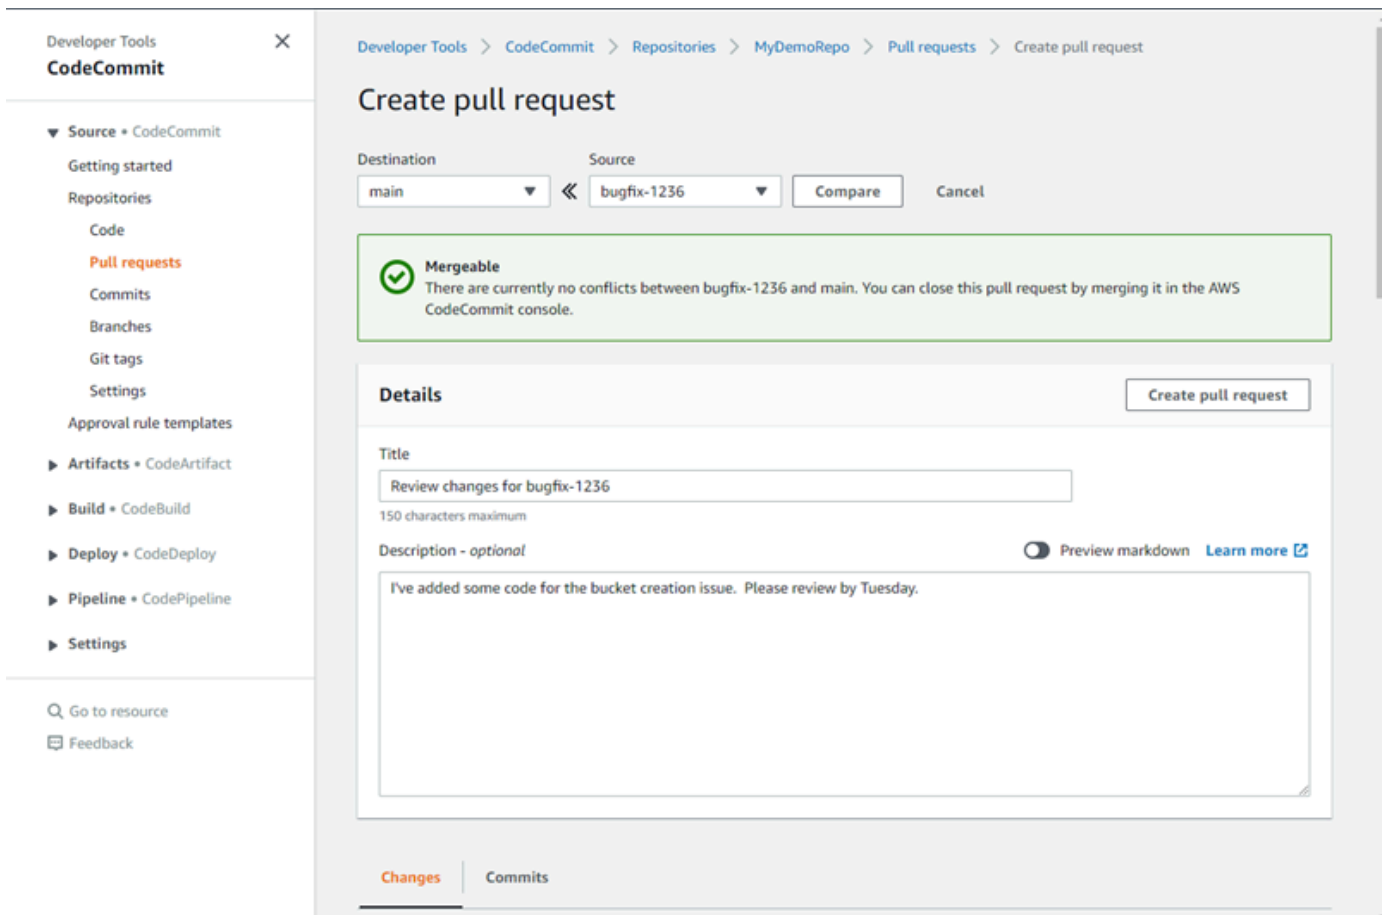 Developer Tools
CodeCommit
Source • CodeCommit
Getting started
Repositories
Code
Pull requests
Commits
Branches
Git tags
Settings
Approval rule templates
Artifacts • CodeArtifact
Build • CodeBuild
Deploy • CodeDeploy
Pipeline • CodePipeline
Settings
Go to resource
Feedback
Developer Tools > CodeCommit > Repositories > MyDemoRepo > Pull requests > Create pull request
Create pull request
Destination Source
main bugfix-1236 Compare Cancel
Mergeable
There are currently no conflicts between bugfix-1236 and main. You can close this pull request by merging it in the AWS
CodeCommit console.
Details Create pull request
Title
Review changes for bugfix-1236
150 characters maximum
Description - optional Preview markdown Learn more
I've added some code for the bucket creation issue.  Please review by Tuesday.
Changes Commits